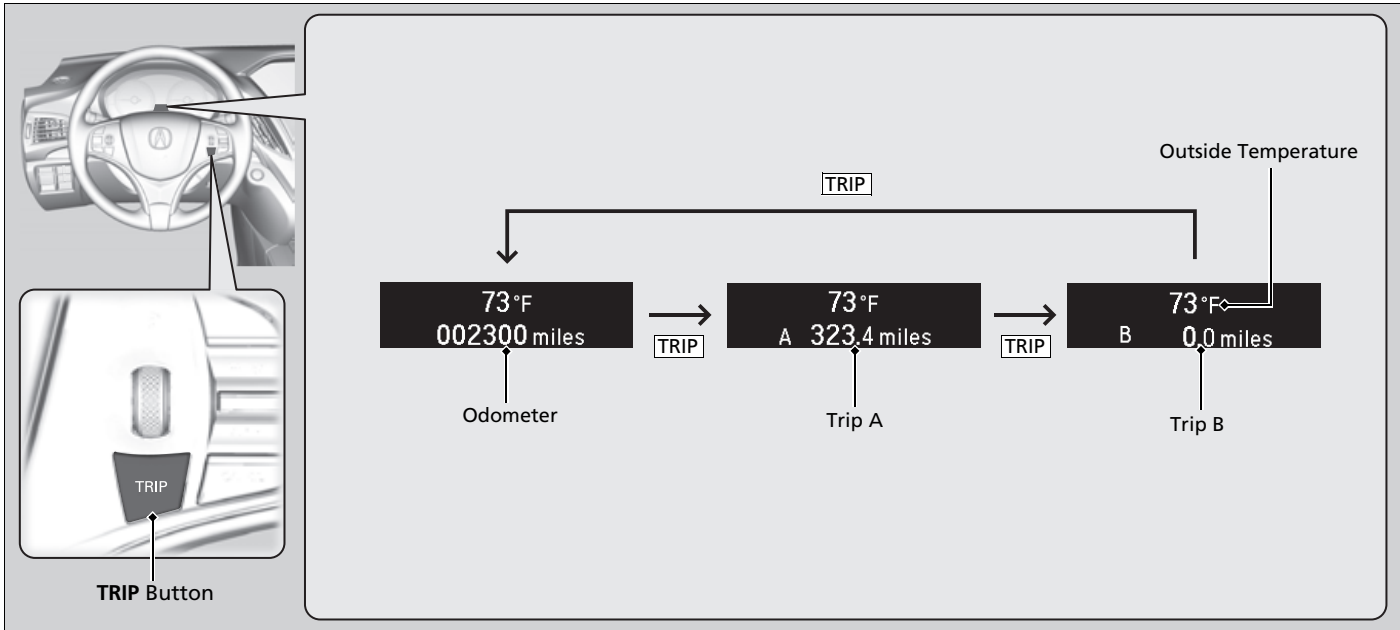 Outside Temperature
TRIP
73°F
002300 miles
TRIP
73°F
A 323.4 miles
TRIP
73°F
B 0.0 miles
Odometer
Trip A
Trip B
TRIP
TRIP Button